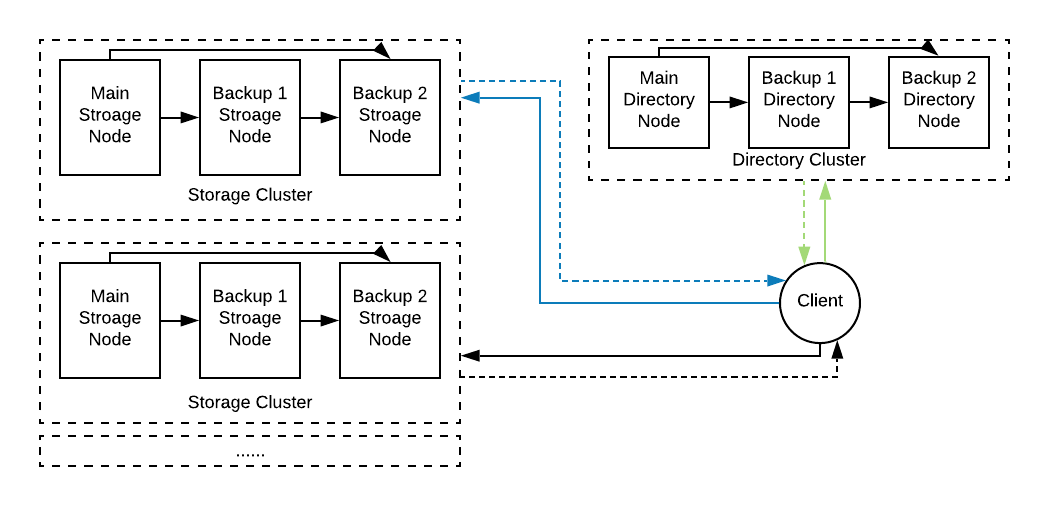 Main
Stroage
Node
Backup 1
Stroage
Node
Backup 2
Stroage
Node
Storage Cluster
Main
Directory
Node
Backup 1
Directory
Node
Backup 2
Directory
Node
Directory Cluster
Main
Stroage
Node
Backup 1
Stroage
Node
Backup 2
Stroage
Node
Storage Cluster
Client
......